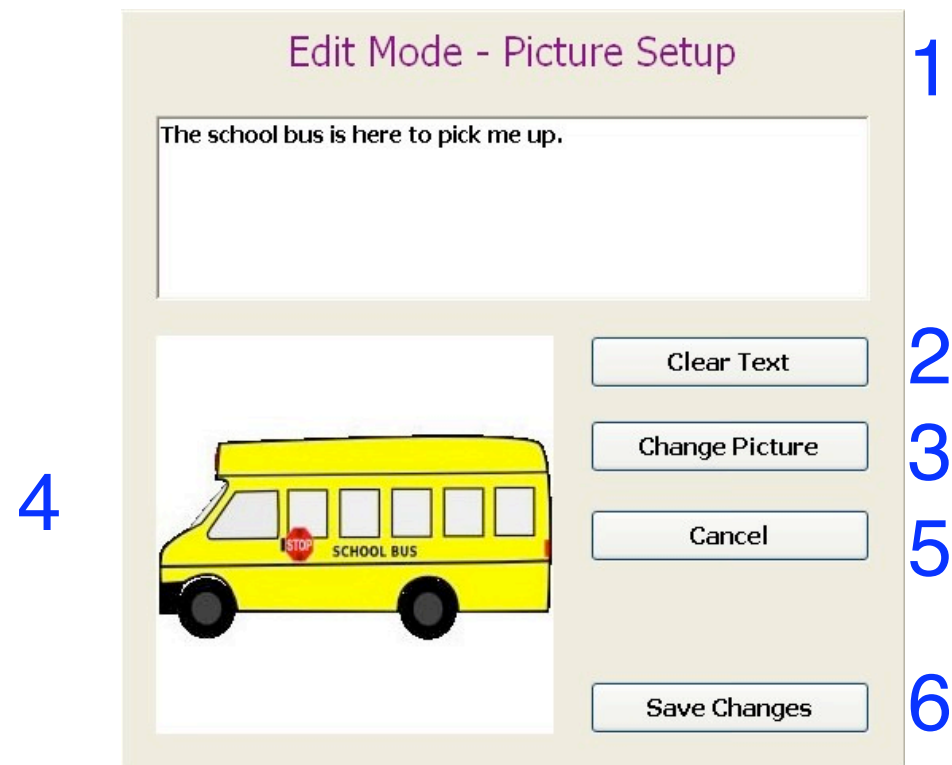 Edit Mode - Picture Setup
1
The school bus is here to pick me up.
Clear Text
2
Change Picture
3
4
STOP
SCHOOL BUS
Cancel
5
Save Changes
6